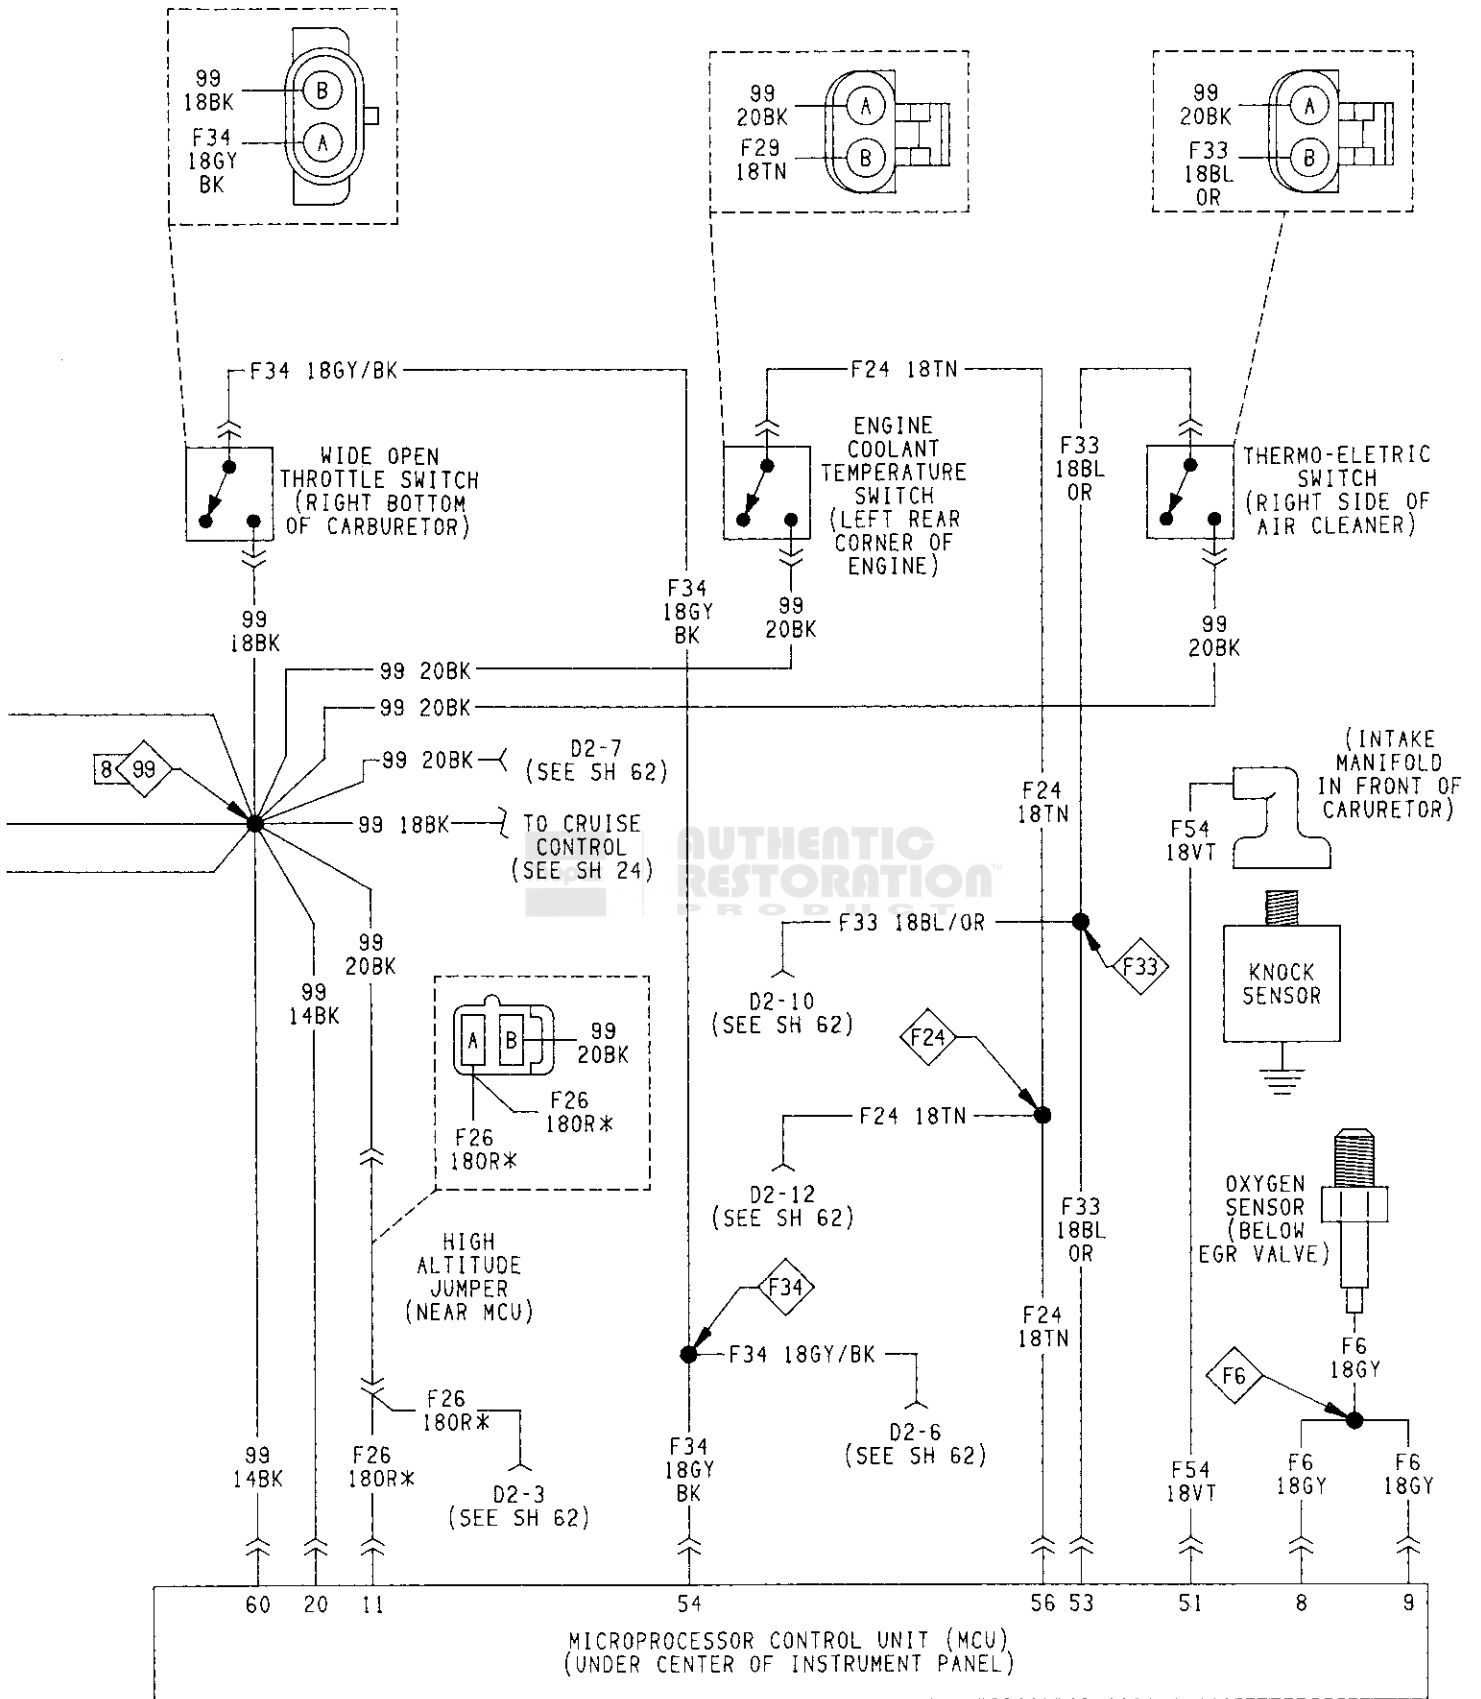 99
18BK
B
F34
18GY
BK
A
99
20BK
A
F29
18TN
B
99
20BK
A
F33
18BL
OR
B
F34 18GY/BK
F24 18TN
WIDE OPEN
THROTTLE SWITCH
(RIGHT BOTTOM
OF CARBURETOR)
ENGINE
COOLANT
TEMPERATURE
SWITCH
(LEFT REAR
CORNER OF
ENGINE)
F33
18BL
OR
THERMO-ELETRIC
SWITCH
(RIGHT SIDE OF
AIR CLEANER)
99
18BK
F34
18GY
BK
99
20BK
99
20BK
99 20BK
99 20BK
8 99
99 20BK
D2-7
(SEE SH 62)
99 18BK
TO CRUISE
CONTROL
(SEE SH 24)
AUTHENTIC
RESTORATION™
PRODUCT
F24
18TN
F54
18VT
(INTAKE
MANIFOLD
IN FRONT OF
CARURETOR)
F33 18BL/OR
F33
99
20BK
99
14BK
D2-10
(SEE SH 62)
F24
KNOCK
SENSOR
A
B
99
20BK
F26
18OR*
F26
18OR*
F24 18TN
D2-12
(SEE SH 62)
F33
18BL
OR
OXYGEN
SENSOR
(BELOW
EGR VALVE)
HIGH
ALTITUDE
JUMPER
(NEAR MCU)
F34
F24
18TN
F34 18GY/BK
F6
18GY
F6
F26
18OR*
D2-6
(SEE SH 62)
99
14BK
F26
18OR*
D2-3
(SEE SH 62)
F34
18GY
BK
F54
18VT
F6
18GY
F6
18GY
60 20 11 54 56 53 51 8 9
MICROPROCESSOR CONTROL UNIT (MCU)
(UNDER CENTER OF INSTRUMENT PANEL)